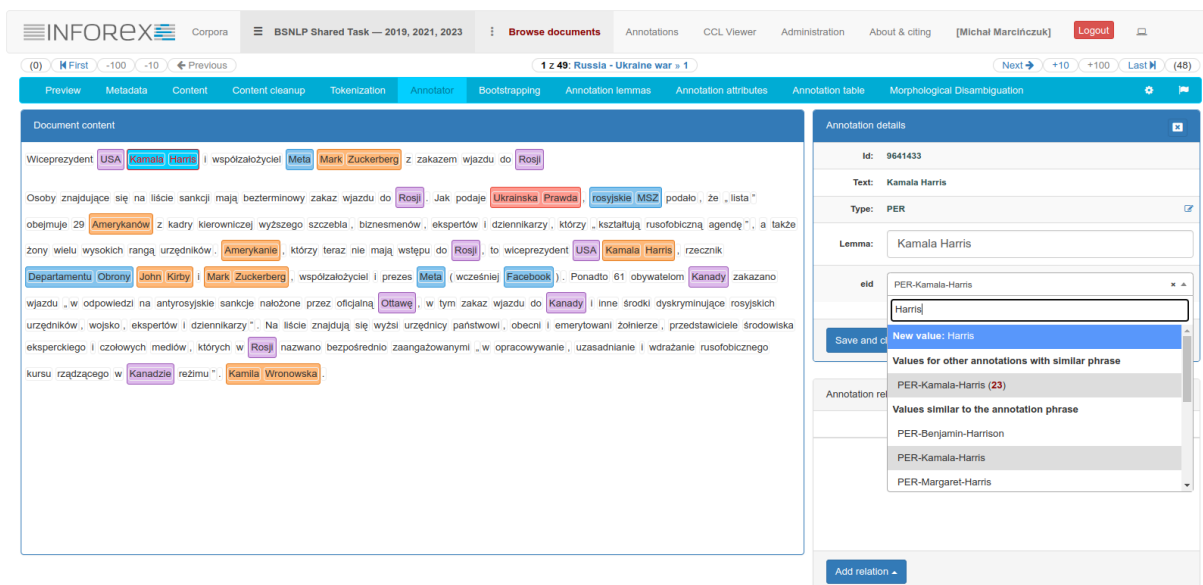 INFOREX Corpora BSNLP Shared Task — 2019, 2021, 2023 Browse documents Annotations CCL Viewer Administration About & citing [Michał Marcińczuk] Logout
(0) First -100 -10 Previous 1 z 49: Russia - Ukraine war » 1 Next +10 +100 Last (48)
Preview Metadata Content Content cleanup Tokenization Annotator Bootstrapping Annotation lemmas Annotation attributes Annotation table Morphological Disambiguation
Document content
Wiceprezydent USA Kamala Harris i współzałożyciel Meta Mark Zuckerberg z zakazem wjazdu do Rosji
Osoby znajdujące się na liście sankcji mają bezterminowy zakaz wjazdu do Rosji. Jak podaje Ukrainska Prawda, rosyjskie MSZ podało, że „lista"
obejmuje 29 Amerykanów z kadry kierowniczej wyższego szczebla, biznesmenów, ekspertów i dziennikarzy, którzy „kształtują rusofobiczną agendę", a także
żony wielu wysokich rangą urzędników. Amerykanie, którzy teraz nie mają wstępu do Rosji, to wiceprezydent USA Kamala Harris, rzecznik
Departamentu Obrony John Kirby i Mark Zuckerberg, współzałożyciel i prezes Meta (wcześniej Facebook). Ponadto 61 obywatelom Kanady zakazano
wjazdu „w odpowiedzi na antyrosyjskie sankcje nałożone przez oficjalną Ottawę, w tym zakaz wjazdu do Kanady i inne środki dyskryminujące rosyjskich
urzędników, wojsko, ekspertów i dziennikarzy". Na liście znajdują się wyżsi urzędnicy państwowi, obecni i emerytowani żołnierze, przedstawiciele środowiska
eksperckiego i czołowych mediów, których w Rosji nazwano bezpośrednio zaangażowanymi „w opracowywanie, uzasadnianie i wdrażanie rusofobicznego
kursu rządzącego w Kanadzie reżimu". Kamila Wronowska.
Annotation details
Id: 9641433
Text: Kamala Harris
Type: PER
Lemma: Kamala Harris
eid PER-Kamala-Harris
Harris
Save and cl
New value: Harris
Values for other annotations with similar phrase
PER-Kamala-Harris (23)
Annotation rel
Values similar to the annotation phrase
PER-Benjamin-Harrison
PER-Kamala-Harris
PER-Margaret-Harris
Add relation